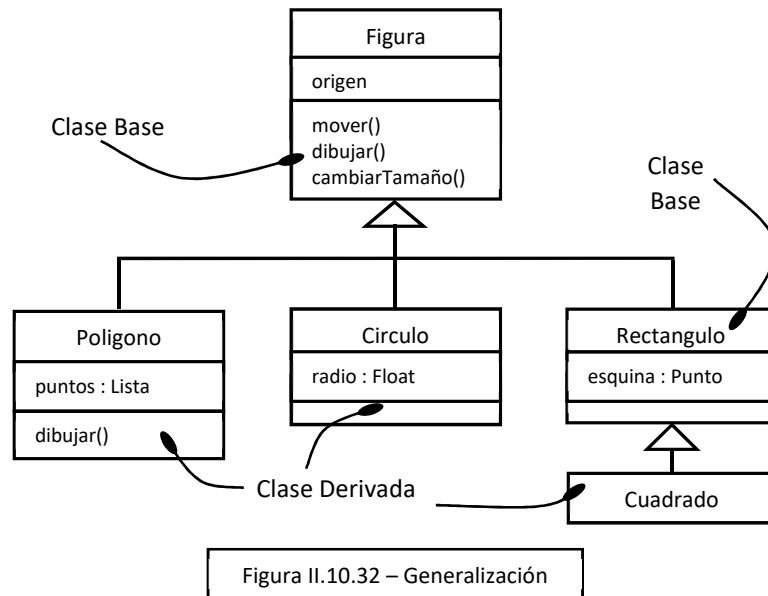 Figura
origen
mover()
dibujar()
cambiarTamaño()
Clase Base
Clase
Base
Poligono
puntos : Lista
dibujar()
Circulo
radio : Float
Rectangulo
esquina : Punto
Clase Derivada
Cuadrado
Figura II.10.32 – Generalización